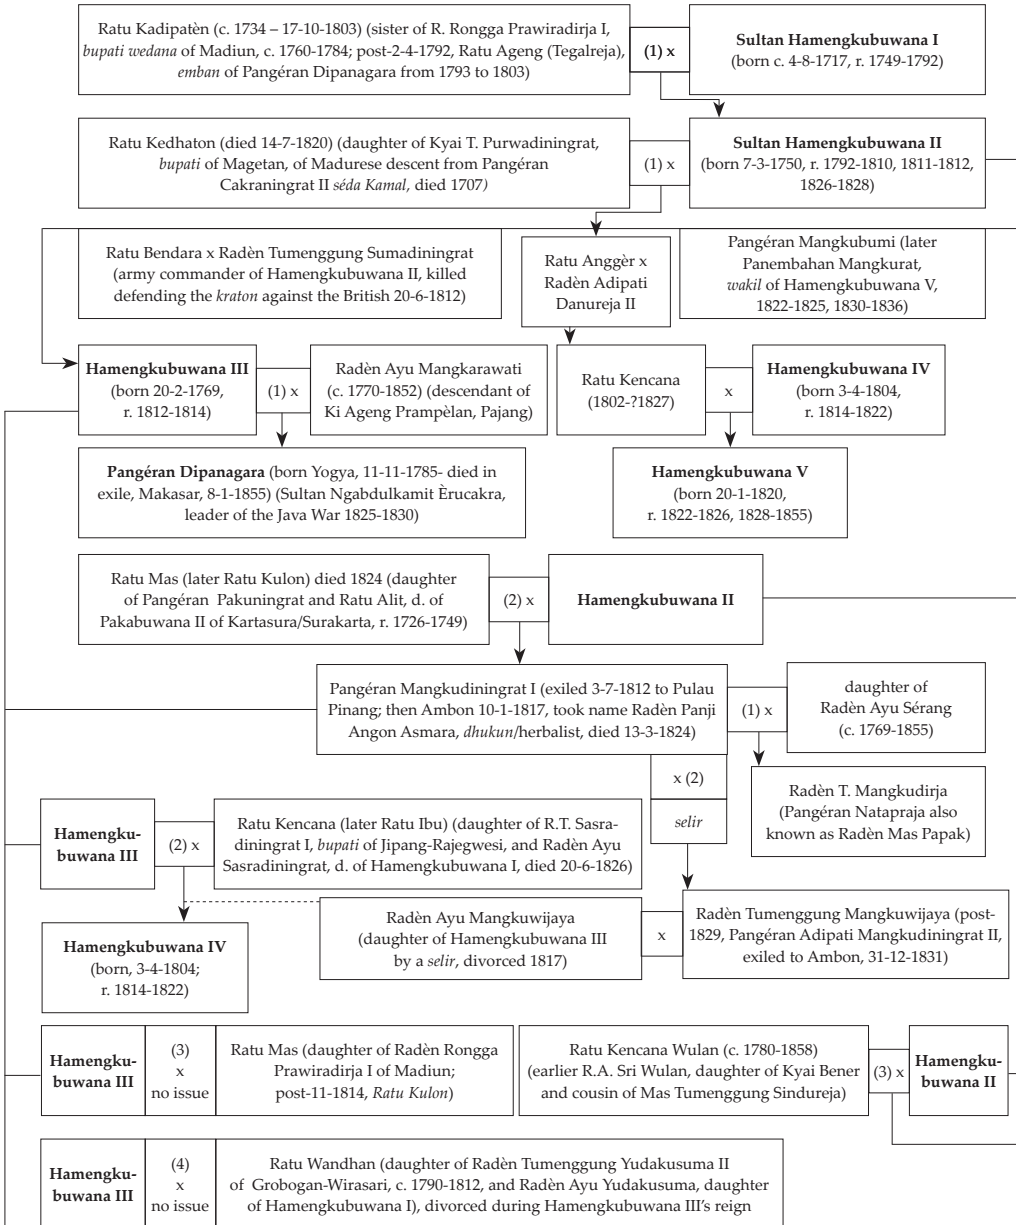 Ratu Kadipatèn (c. 1734 – 17-10-1803) (sister of R. Rongga Prawiradirja I,
bupati wedana of Madiun, c. 1760-1784; post-2-4-1792, Ratu Ageng (Tegalreja),
emban of Pangéran Dipanagara from 1793 to 1803)
(1) x
Sultan Hamengkubuwana I
(born c. 4-8-1717, r. 1749-1792)
Ratu Kedhaton (died 14-7-1820) (daughter of Kyai T. Purwadiningrat,
bupati of Magetan, of Madurese descent from Pangéran
Cakraningrat II séda Kamal, died 1707)
(1) x
Sultan Hamengkubuwana II
(born 7-3-1750, r. 1792-1810, 1811-1812,
1826-1828)
Ratu Bendara x Radèn Tumenggung Sumadiningrat
(army commander of Hamengkubuwana II, killed
defending the kraton against the British 20-6-1812)
Ratu Anggèr x
Radèn Adipati
Danureja II
Pangéran Mangkubumi (later
Panembahan Mangkurat,
wakil of Hamengkubuwana V,
1822-1825, 1830-1836)
Hamengkubuwana III
(born 20-2-1769,
r. 1812-1814)
(1) x
Radèn Ayu Mangkarawati
(c. 1770-1852) (descendant of
Ki Ageng Prampèlan, Pajang)
Ratu Kencana
(1802-?1827)
x
Hamengkubuwana IV
(born 3-4-1804,
r. 1814-1822)
Pangéran Dipanagara (born Yogya, 11-11-1785- died in
exile, Makasar, 8-1-1855) (Sultan Ngabdulkamit Èrucakra,
leader of the Java War 1825-1830)
Hamengkubuwana V
(born 20-1-1820,
r. 1822-1826, 1828-1855)
Ratu Mas (later Ratu Kulon) died 1824 (daughter
of Pangéran Pakuningrat and Ratu Alit, d. of
Pakabuwana II of Kartasura/Surakarta, r. 1726-1749)
(2) x
Hamengkubuwana II
Pangéran Mangkudiningrat I (exiled 3-7-1812 to Pulau
Pinang; then Ambon 10-1-1817, took name Radèn Panji
Angon Asmara, dhukun/herbalist, died 13-3-1824)
(1) x
daughter of
Radèn Ayu Sérang
(c. 1769-1855)
x (2)
selir
Radèn T. Mangkudirja
(Pangéran Natapraja also
known as Radèn Mas Papak)
Hamengku-
buwana III
(2) x
Ratu Kencana (later Ratu Ibu) (daughter of R.T. Sasra-
diningrat I, bupati of Jipang-Rajegwesi, and Radèn Ayu
Sasradiningrat, d. of Hamengkubuwana I, died 20-6-1826)
Radèn Ayu Mangkuwijaya
(daughter of Hamengkubuwana III
by a selir, divorced 1817)
x
Radèn Tumenggung Mangkuwijaya (post-
1829, Pangéran Adipati Mangkudiningrat II,
exiled to Ambon, 31-12-1831)
Hamengkubuwana IV
(born, 3-4-1804;
r. 1814-1822)
Hamengku-
buwana III
(3)
x
no issue
Ratu Mas (daughter of Radèn Rongga
Prawiradirja I of Madiun;
post-11-1814, Ratu Kulon)
Ratu Kencana Wulan (c. 1780-1858)
(earlier R.A. Sri Wulan, daughter of Kyai Bener
and cousin of Mas Tumenggung Sindureja)
(3) x
Hamengku-
buwana II
Hamengku-
buwana III
(4)
x
no issue
Ratu Wandhan (daughter of Radèn Tumenggung Yudakusuma II
of Grobogan-Wirasari, c. 1790-1812, and Radèn Ayu Yudakusuma, daughter
of Hamengkubuwana I), divorced during Hamengkubuwana III's reign